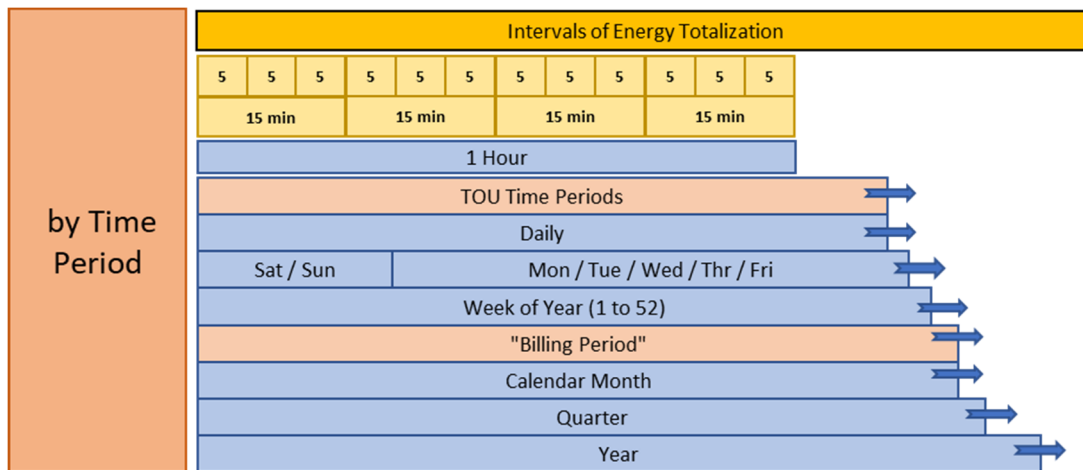 Intervals of Energy Totalization
5 5 5 5 5 5 5 5 5 5 5 5
15 min 15 min 15 min 15 min
1 Hour
TOU Time Periods
by Time
Period
Daily
Sat / Sun Mon / Tue / Wed / Thr / Fri
Week of Year (1 to 52)
"Billing Period"
Calendar Month
Quarter
Year